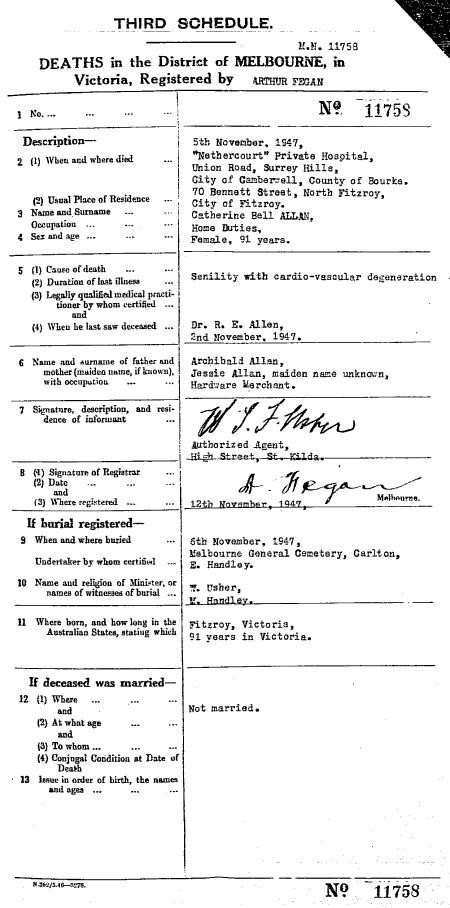 THIRD SCHEDULE.
M.M. 11758
DEATHS in the District of MELBOURNE, in
Victoria, Registered by ARTHUR FEGAN
1 No. ... ... ... ... Nº 11758
Description—
2 (1) When and where died ... 5th November, 1947,
"Nethercourt" Private Hospital,
Union Road, Surrey Hills,
City of Camberwell, County of Bourke.
(2) Usual Place of Residence ... 70 Bennett Street, North Fitzroy,
City of Fitzroy.
3 Name and Surname ... ... Catherine Bell ALLAN,
Occupation ... ... ... Home Duties,
4 Sex and age ... ... ... Female, 91 years.
5 (1) Cause of death ... ... Senility with cardio-vascular degeneration
(2) Duration of last illness ...
(3) Legally qualified medical practi-
tioner by whom certified ...
and
(4) When he last saw deceased ... Dr. R. E. Allen,
2nd November, 1947.
6 Name and surname of father and Archibald Allan,
mother (maiden name, if known), Jessie Allan, maiden name unknown,
with occupation ... ... Hardware Merchant.
7 Signature, description, and resi- W L F Usher
dence of informant ... Authorized Agent,
High Street, St. Kilda.
8 (1) Signature of Registrar ... A. Fegan
(2) Date ... ... ...
and
(3) Where registered ... ... 12th November, 1947, Melbourne.
If burial registered—
9 When and where buried ... 6th November, 1947,
Melbourne General Cemetery, Carlton,
Undertaker by whom certified ... E. Handley.
10 Name and religion of Minister, or
names of witnesses of burial ... W. Usher,
M. Handley.
11 Where born, and how long in the Fitzroy, Victoria,
Australian States, stating which 91 years in Victoria.
If deceased was married—
12 (1) Where ... ... ... Not married.
and
(2) At what age ... ...
and
(3) To whom ... ... ...
(4) Conjugal Condition at Date of
Death
13 Issue in order of birth, the names
and ages ... ... ...
N.382/5.46—5278.
Nº 11758